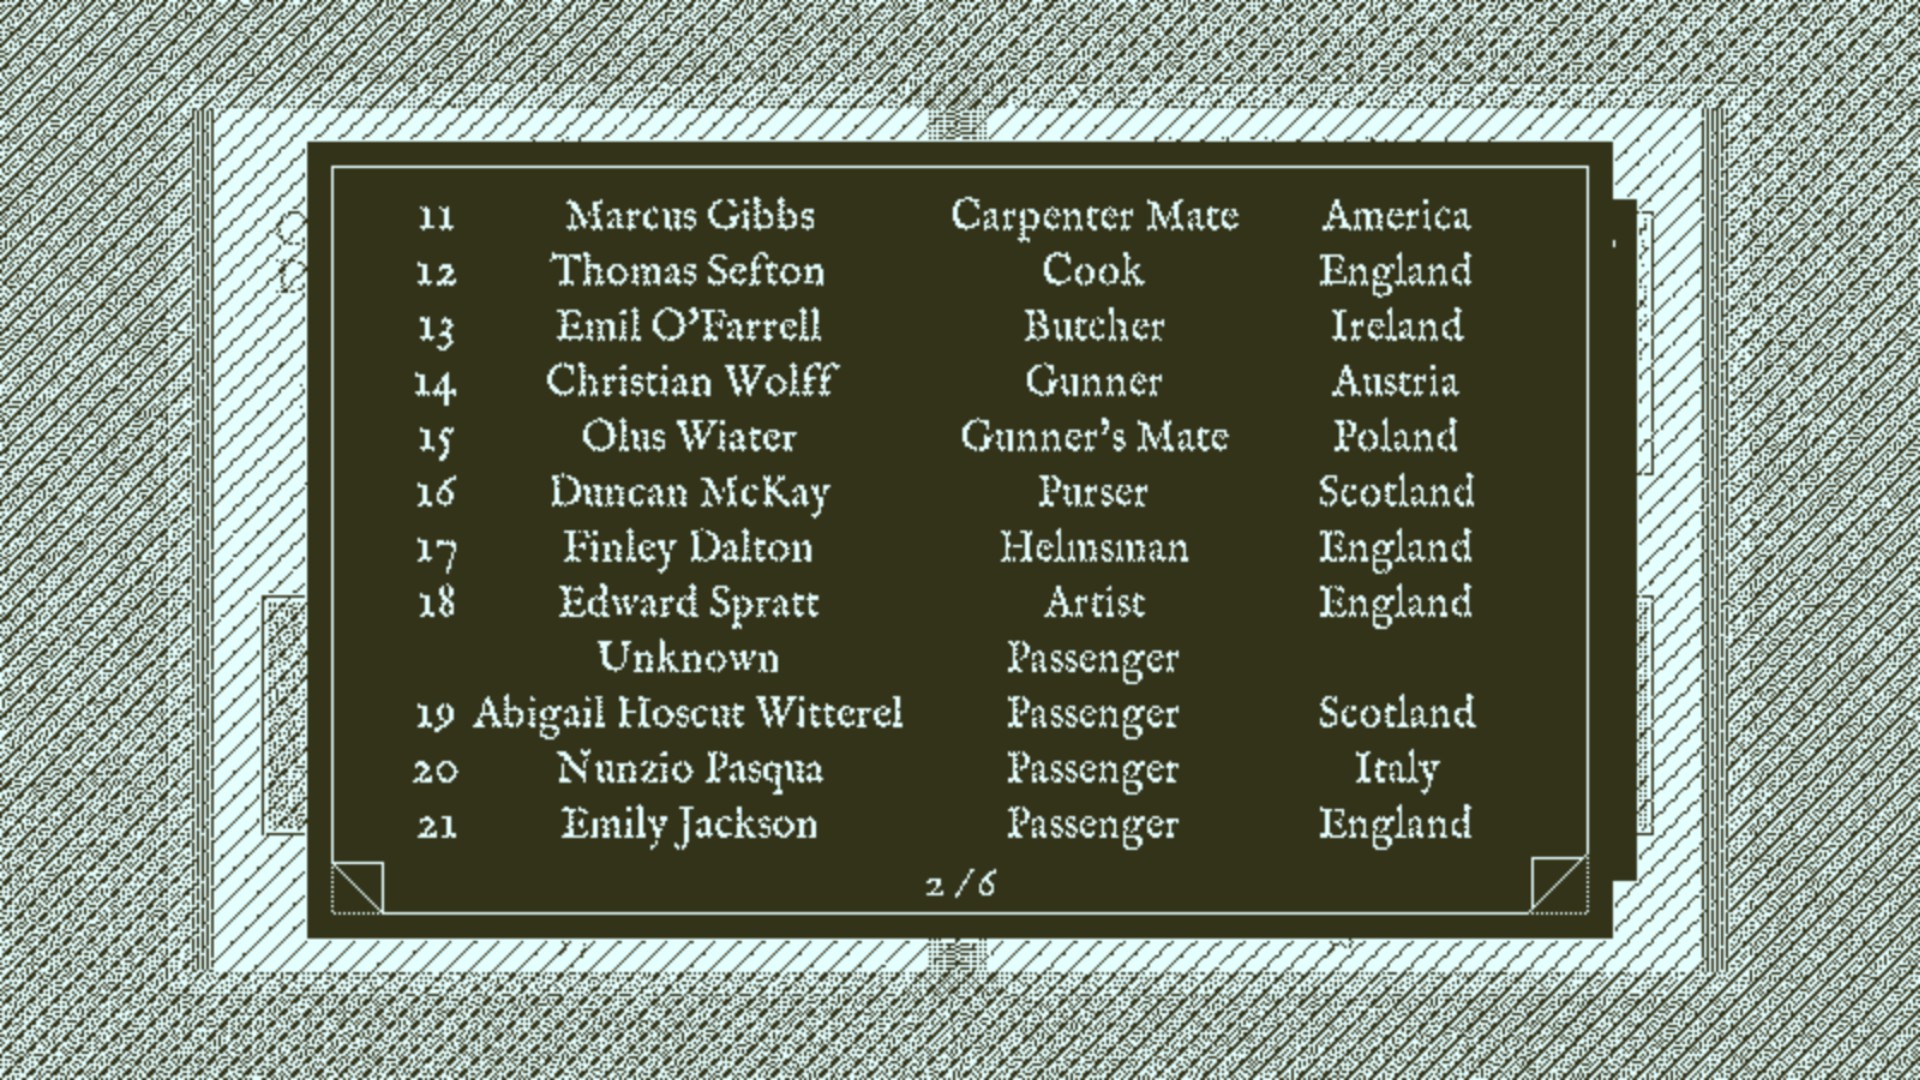 11 Marcus Gibbs Carpenter Mate America
12 Thomas Sefton Cook England
13 Emil O'Farrell Butcher Ireland
14 Christian Wolff Gunner Austria
15 Olus Wiater Gunner's Mate Poland
16 Duncan McKay Purser Scotland
17 Finley Dalton Helmsman England
18 Edward Spratt Artist England
Unknown Passenger
19 Abigail Hoscut Witterel Passenger Scotland
20 Nunzio Pasqua Passenger Italy
21 Emily Jackson Passenger England
2 / 6